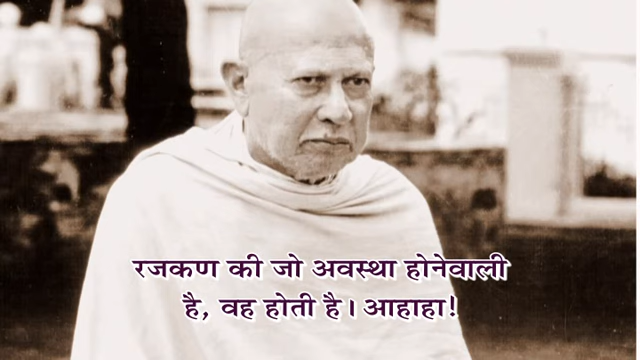 रजकण की जो अवस्था होनेवाली
है, वह होती है। आहाहा!